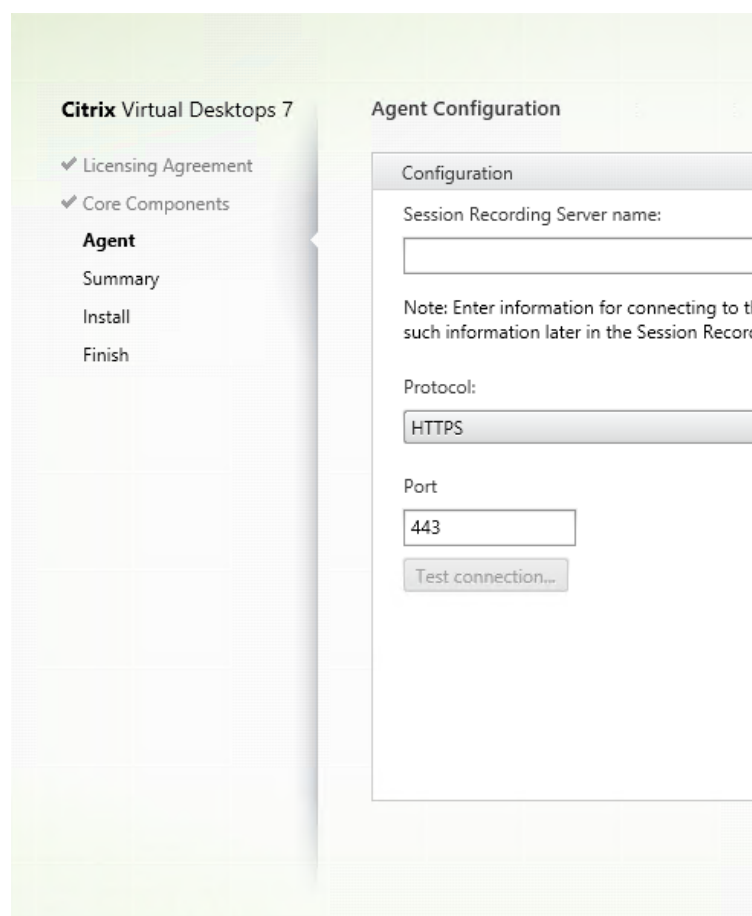 Citrix Virtual Desktops 7
Licensing Agreement
Core Components
Agent
Summary
Install
Finish
Agent Configuration
Configuration
Session Recording Server name:
Note: Enter information for connecting to
such information later in the Session
Protocol:
HTTPS
Port
443
Test connection...